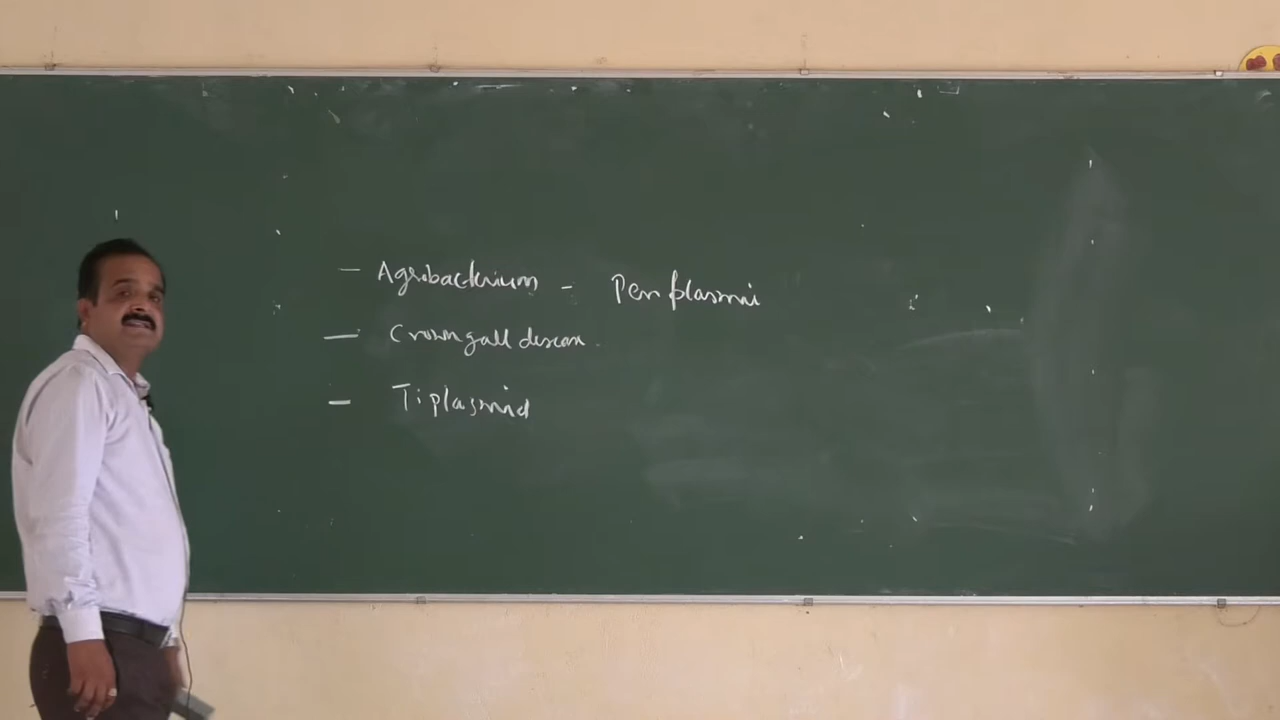 - Agrobacterium - Pen plasmi
- Crown gall disease.
- Ti plasmid